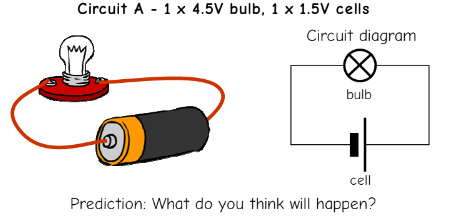 Circuit A - 1 x 4.5V bulb, 1 x 1.5V cells
Circuit diagram
bulb
cell
Prediction: What do you think will happen?